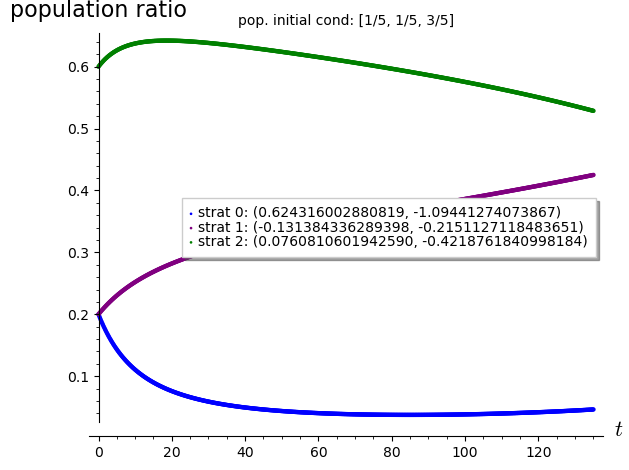 population ratio
pop. initial cond: [1/5, 1/5, 3/5]
0.6
0.5
0.4
strat 0: (0.624316002880819, -1.09441274073867)
strat 1: (-0.131384336289398, -0.2151127118483651)
strat 2: (0.0760810601942590, -0.4218761840998184)
0.3
0.2
0.1
0 20 40 60 80 100 120
t